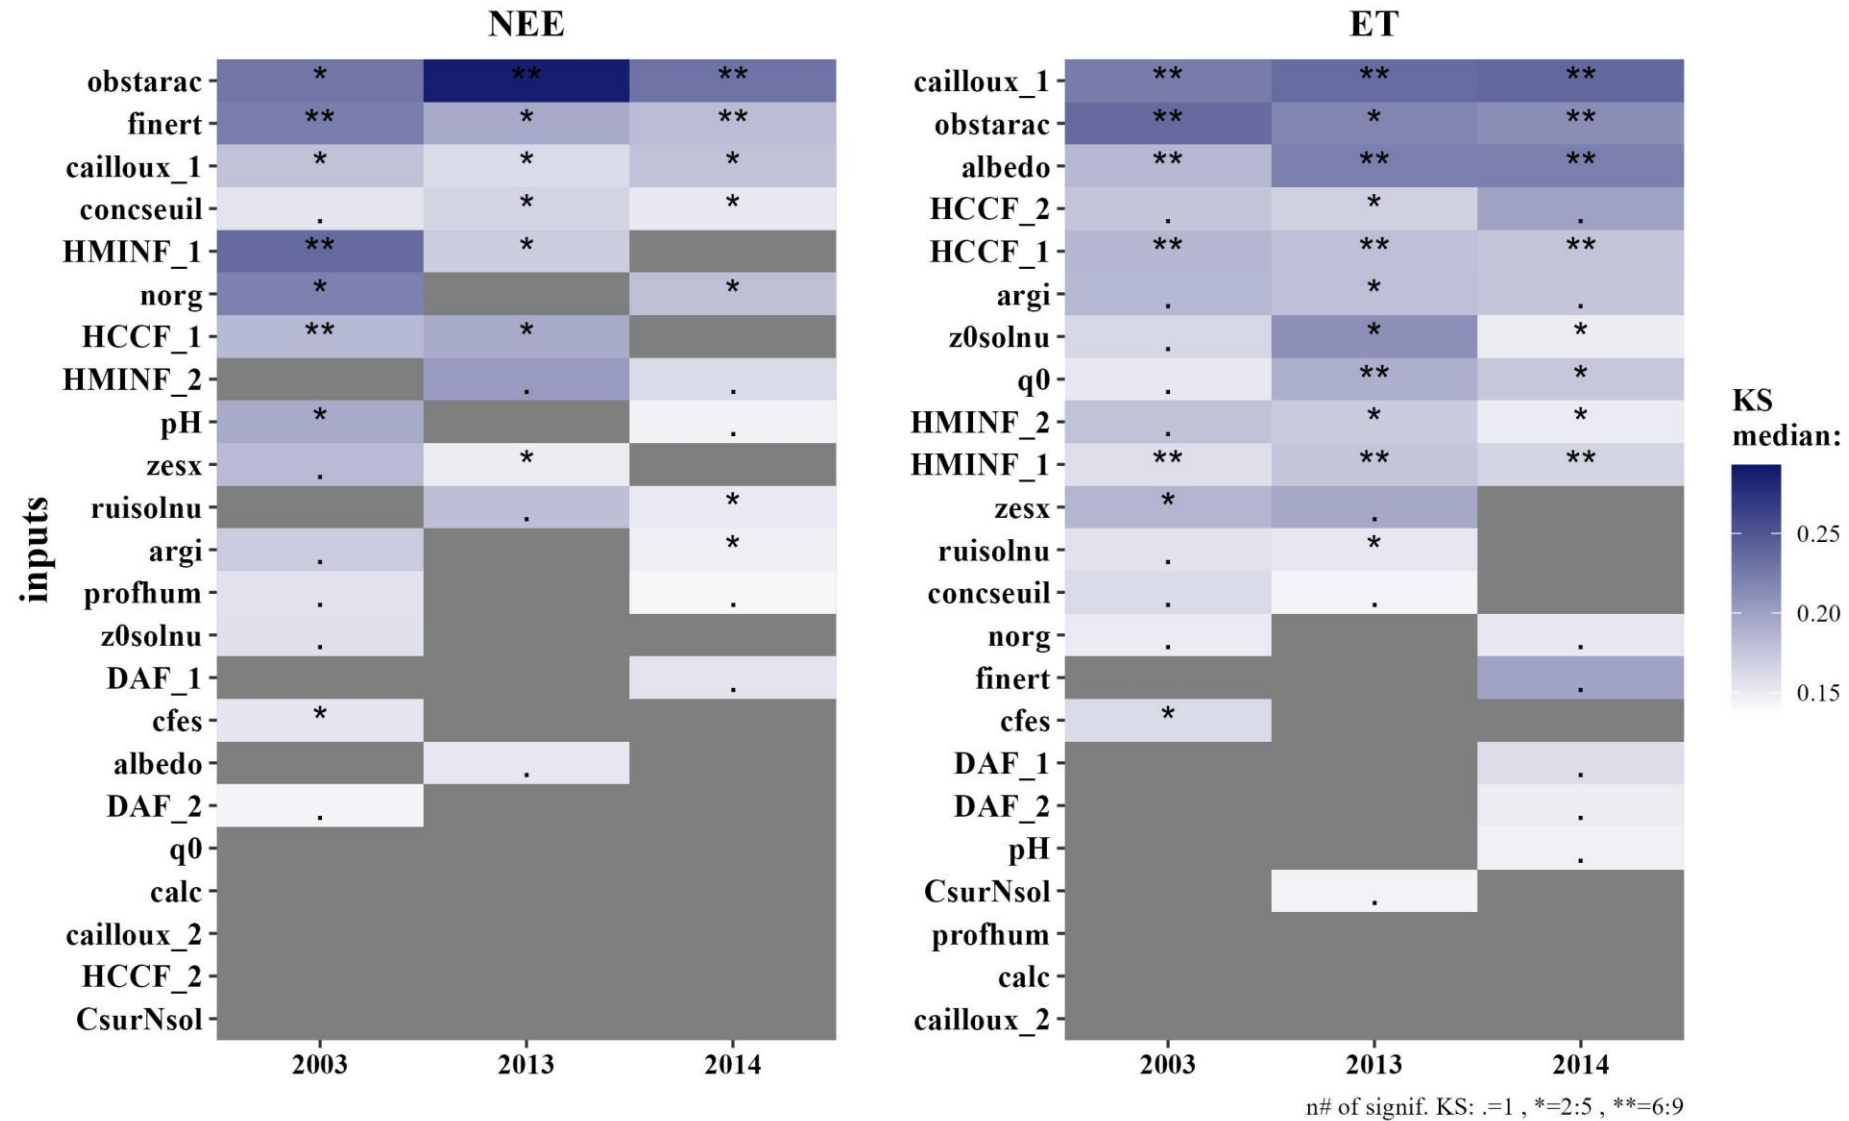 NEE
ET
inputs
obstarac * ** **
finert ** * **
cailloux_1 * * *
concseuil . * *
HMINF_1 ** *
norg * *
HCCF_1 ** *
HMINF_2 . .
pH * .
zesx . *
ruisolnu . *
argi . *
profhum . .
z0solnu .
DAF_1 .
cfes *
albedo .
DAF_2 .
q0
calc
cailloux_2
HCCF_2
CsurNsol
2003 2013 2014
cailloux_1 ** ** **
obstarac ** * **
albedo ** ** **
HCCF_2 . * .
HCCF_1 ** ** **
argi . * .
z0solnu . * *
q0 . ** *
HMINF_2 . * *
HMINF_1 ** ** **
zesx * .
ruisolnu . *
concseuil . .
norg . .
finert .
cfes *
DAF_1 .
DAF_2 .
pH .
CsurNsol .
profhum
calc
cailloux_2
2003 2013 2014
KS
median:
0.25
0.20
0.15
n# of signif. KS: .=1 , *=2:5 , **=6:9